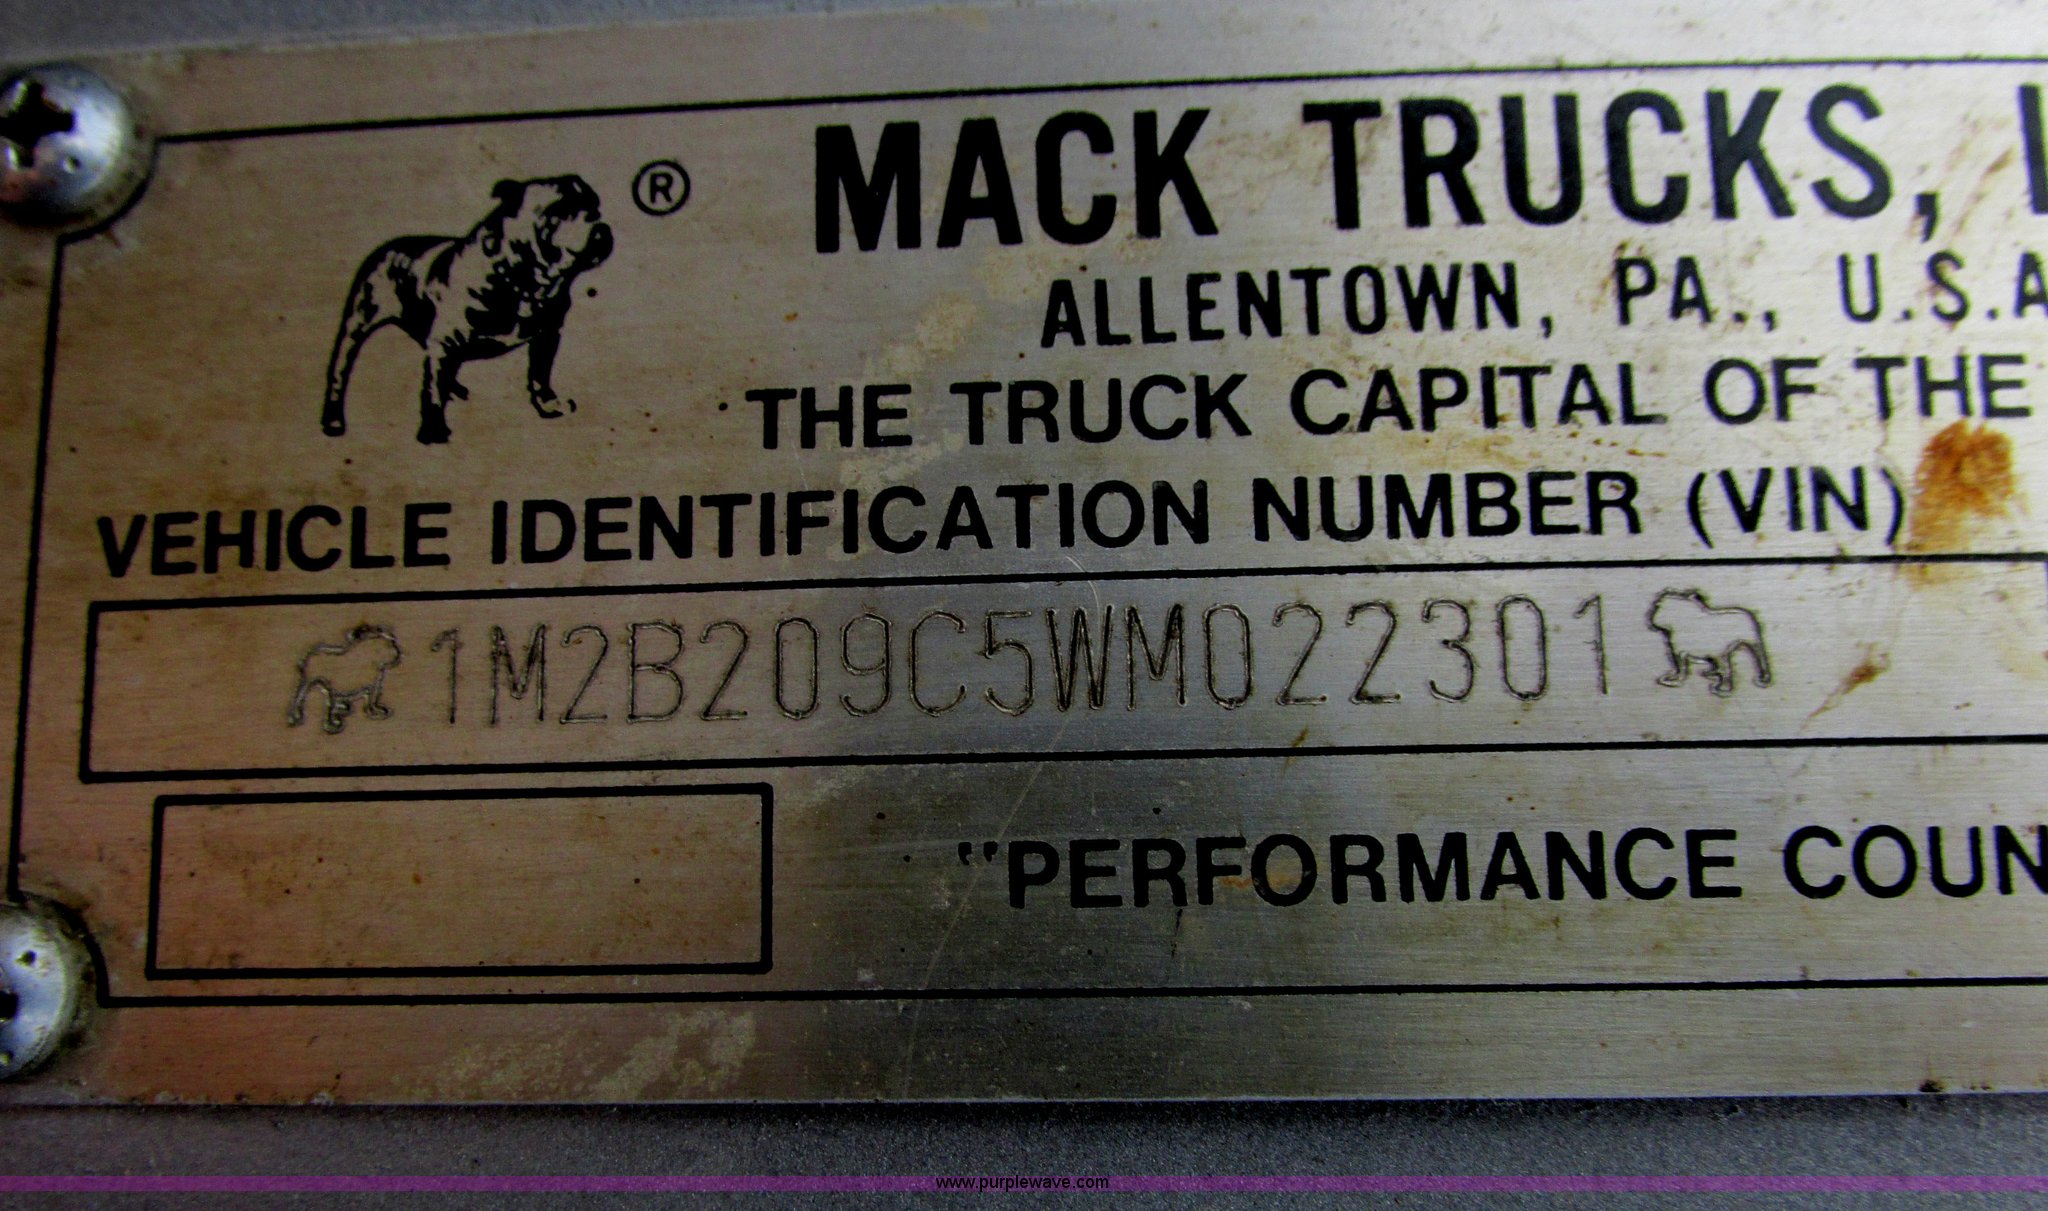 ®
MACK TRUCKS,
ALLENTOWN, PA., U.S.A
THE TRUCK CAPITAL OF THE
VEHICLE IDENTIFICATION NUMBER (VIN)
1M2B209C5WM022301
"PERFORMANCE COUN
www.purplewave.com